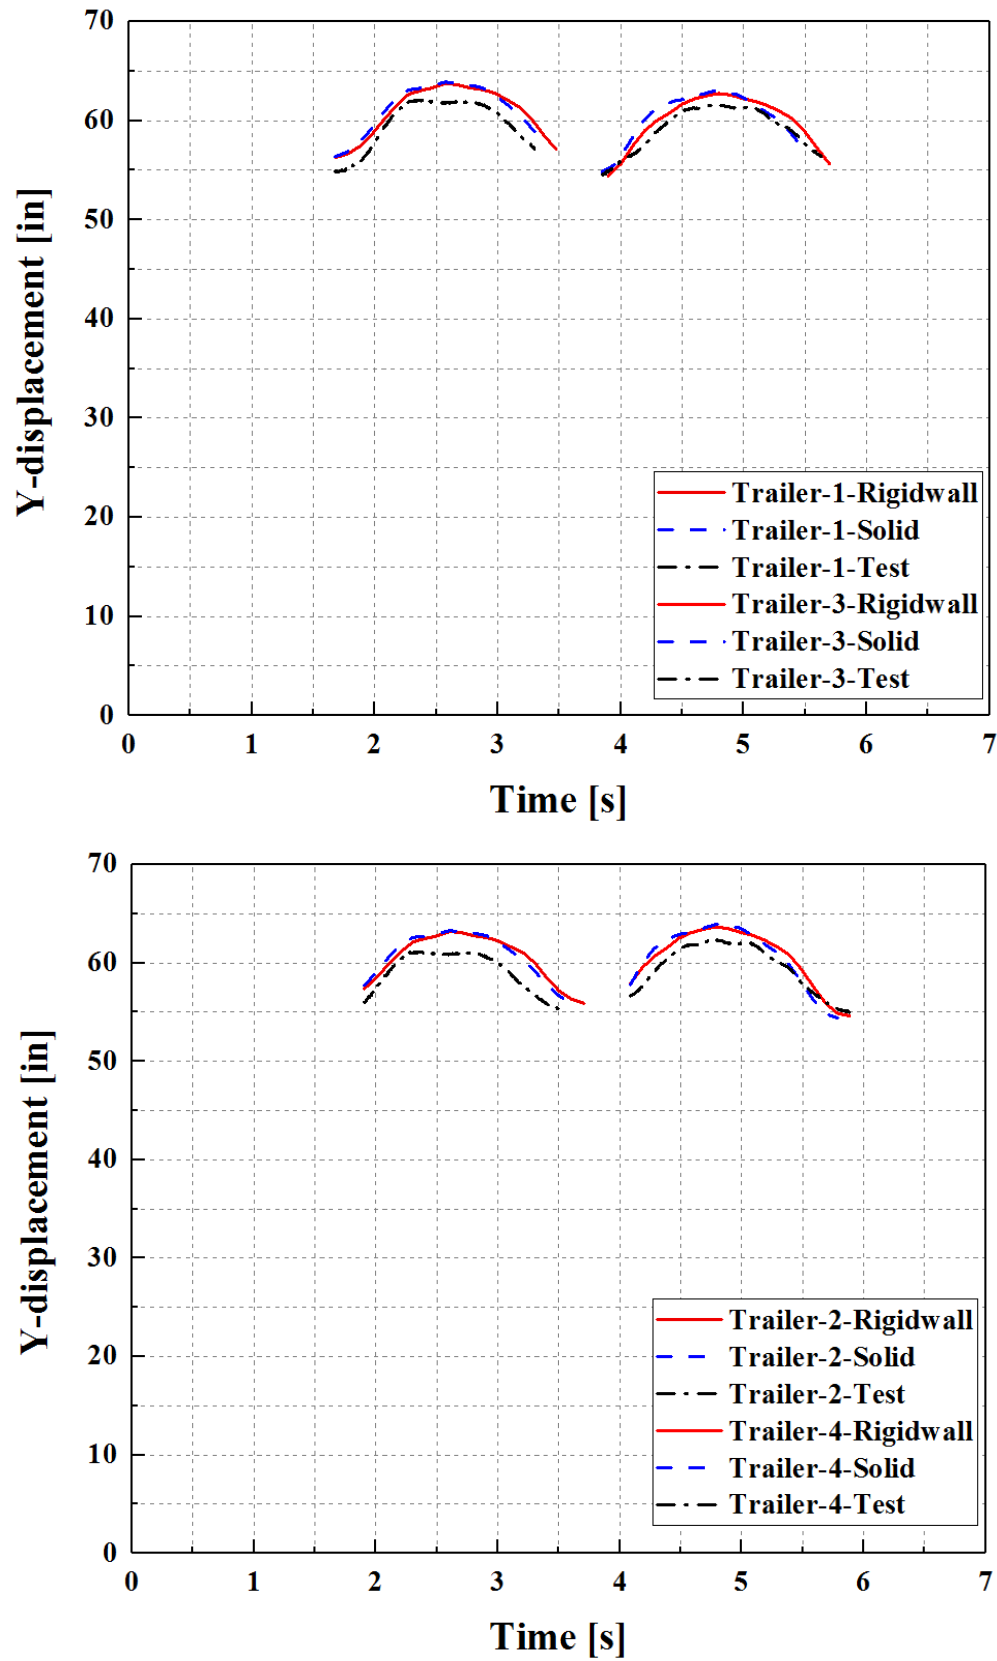 70
60
50
40
30
20
10
0
Y-displacement [in]
Trailer-1-Rigidwall
Trailer-1-Solid
Trailer-1-Test
Trailer-3-Rigidwall
Trailer-3-Solid
Trailer-3-Test
0 1 2 3 4 5 6 7
Time [s]
70
60
50
40
30
20
10
0
Y-displacement [in]
Trailer-2-Rigidwall
Trailer-2-Solid
Trailer-2-Test
Trailer-4-Rigidwall
Trailer-4-Solid
Trailer-4-Test
0 1 2 3 4 5 6 7
Time [s]